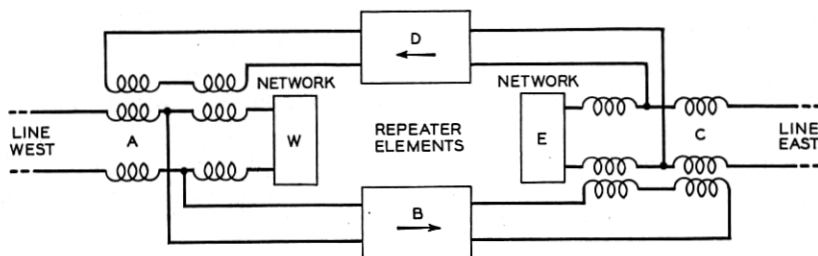 D
NETWORK
NETWORK
LINE
WEST
A
W
REPEATER
ELEMENTS
E
C
LINE
EAST
B